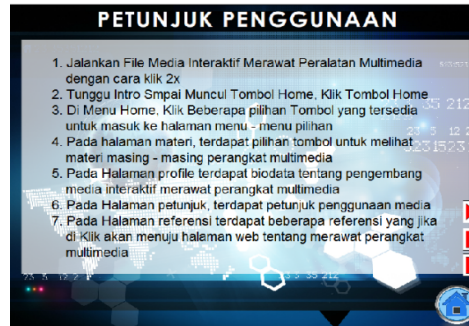 PETUNJUK PENGGUNAAN
1. Jalankan File Media Interaktif Merawat Peralatan Multimedia
dengan cara klik 2x
2. Tunggu Intro Smpai Muncul Tombol Home, Klik Tombol Home
3. Di Menu Home, Klik Beberapa pilihan Tombol yang tersedia
untuk masuk ke halaman menu - menu pilihan
4. Pada halaman materi, terdapat pilihan tombol untuk melihat
materi masing - masing perangkat multimedia
5. Pada Halaman profile terdapat biodata tentang pengembang
media interaktif merawat perangkat multimedia
6. Pada Halaman petunjuk, terdapat petunjuk penggunaan media
7. Pada Halaman referensi terdapat beberapa referensi yang jika
di-Klik akan menuju halaman web tentang merawat perangkat
multimedia